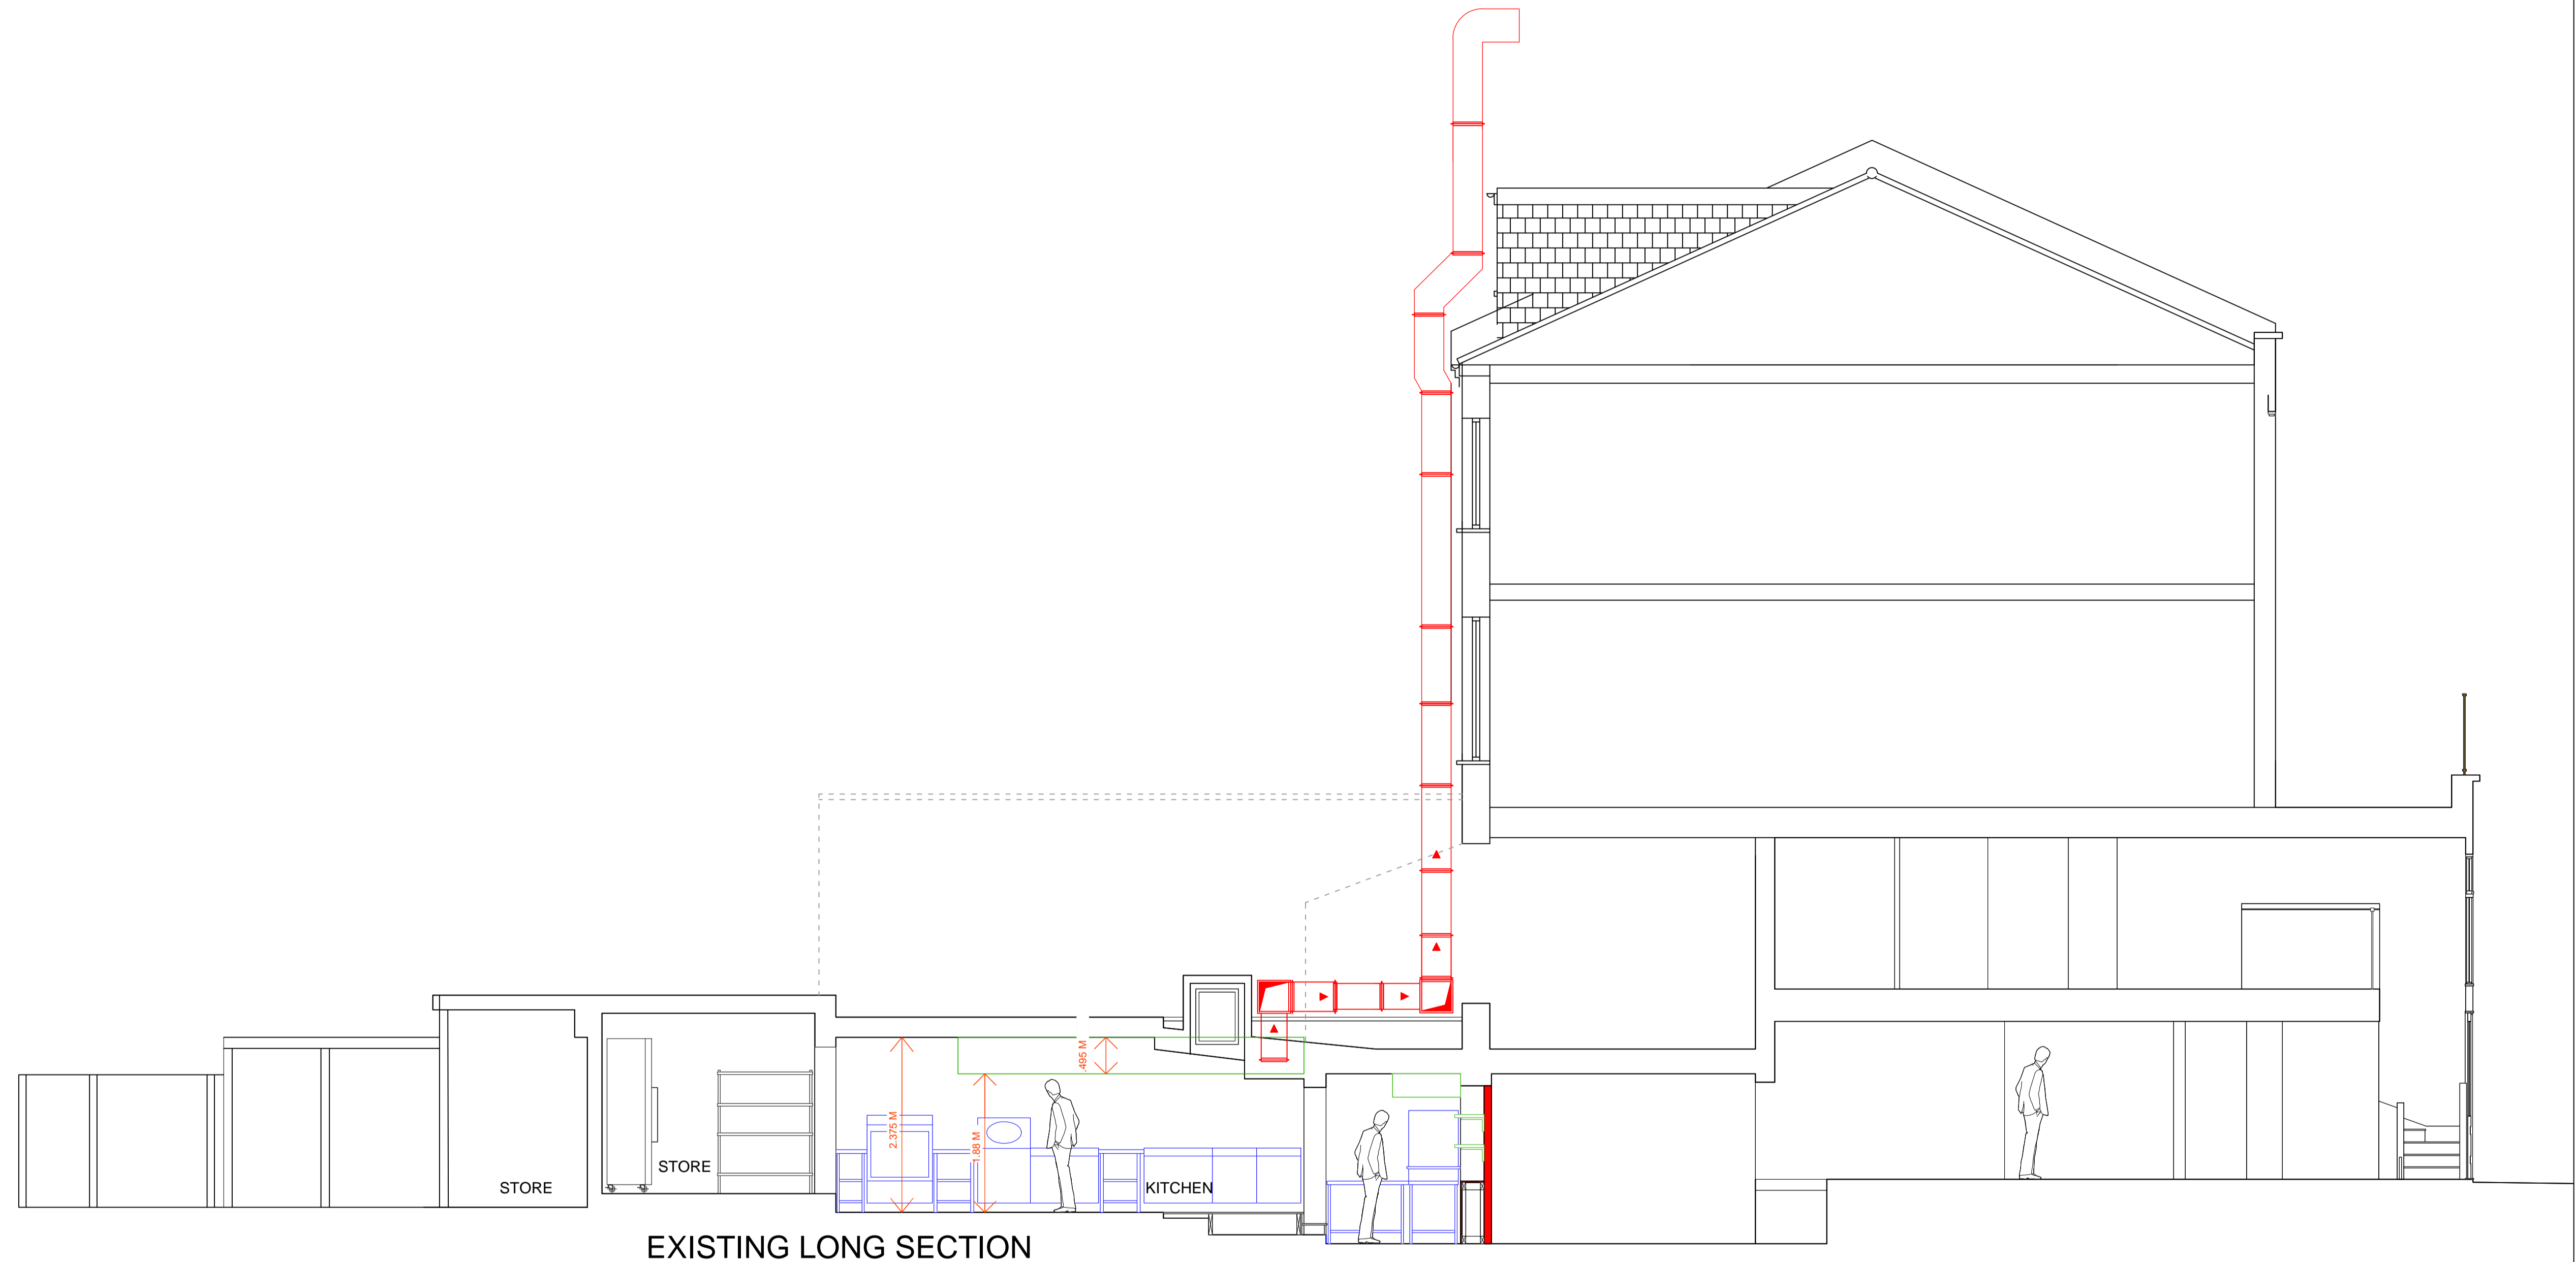 .495 M
2.375 M
1.88 M
STORE
STORE
KITCHEN
EXISTING LONG SECTION